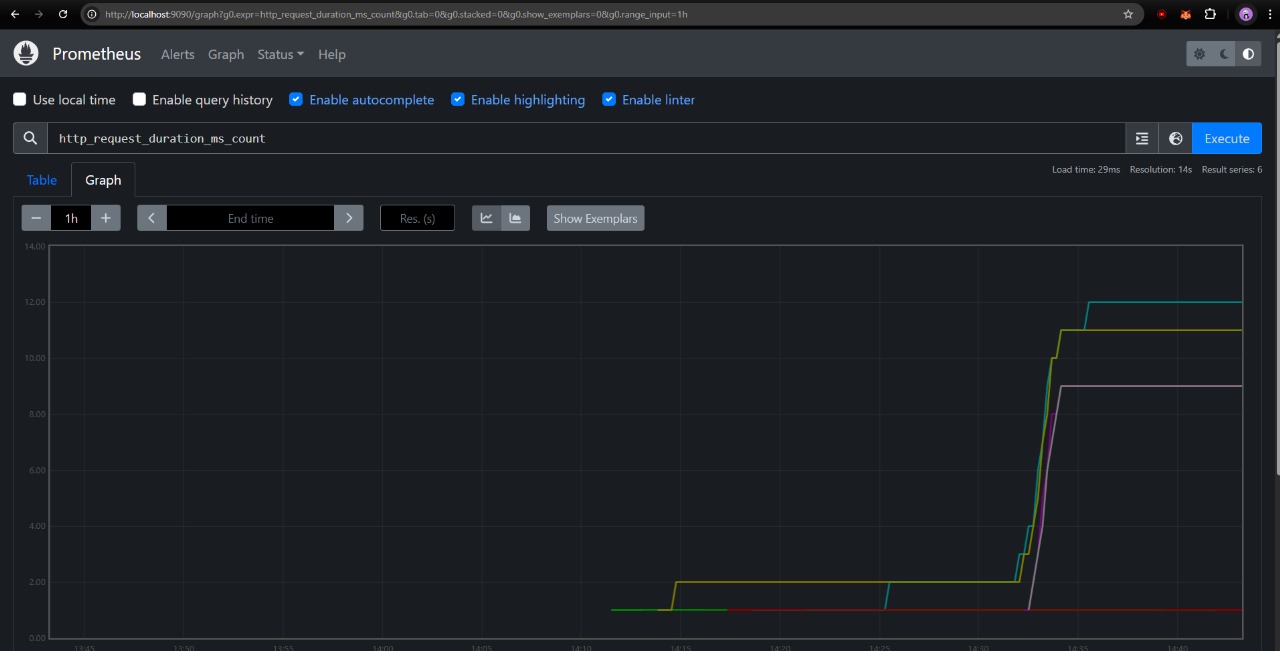 http://localhost:9090/graph?g0.expr=http_request_duration_ms_count&g0.tab=0&g0.stacked=0&g0.show_exemplars=0&g0.range_input=1h
Prometheus Alerts Graph Status Help
Use local time Enable query history Enable autocomplete Enable highlighting Enable linter
http_request_duration_ms_count Execute
Load time: 29ms Resolution: 14s Result series: 6
Table Graph
1h End time Res. (s) Show Exemplars
14.00
12.00
10.00
8.00
6.00
4.00
2.00
0.00
13:45 13:50 13:55 14:00 14:05 14:10 14:15 14:20 14:25 14:30 14:35 14:40